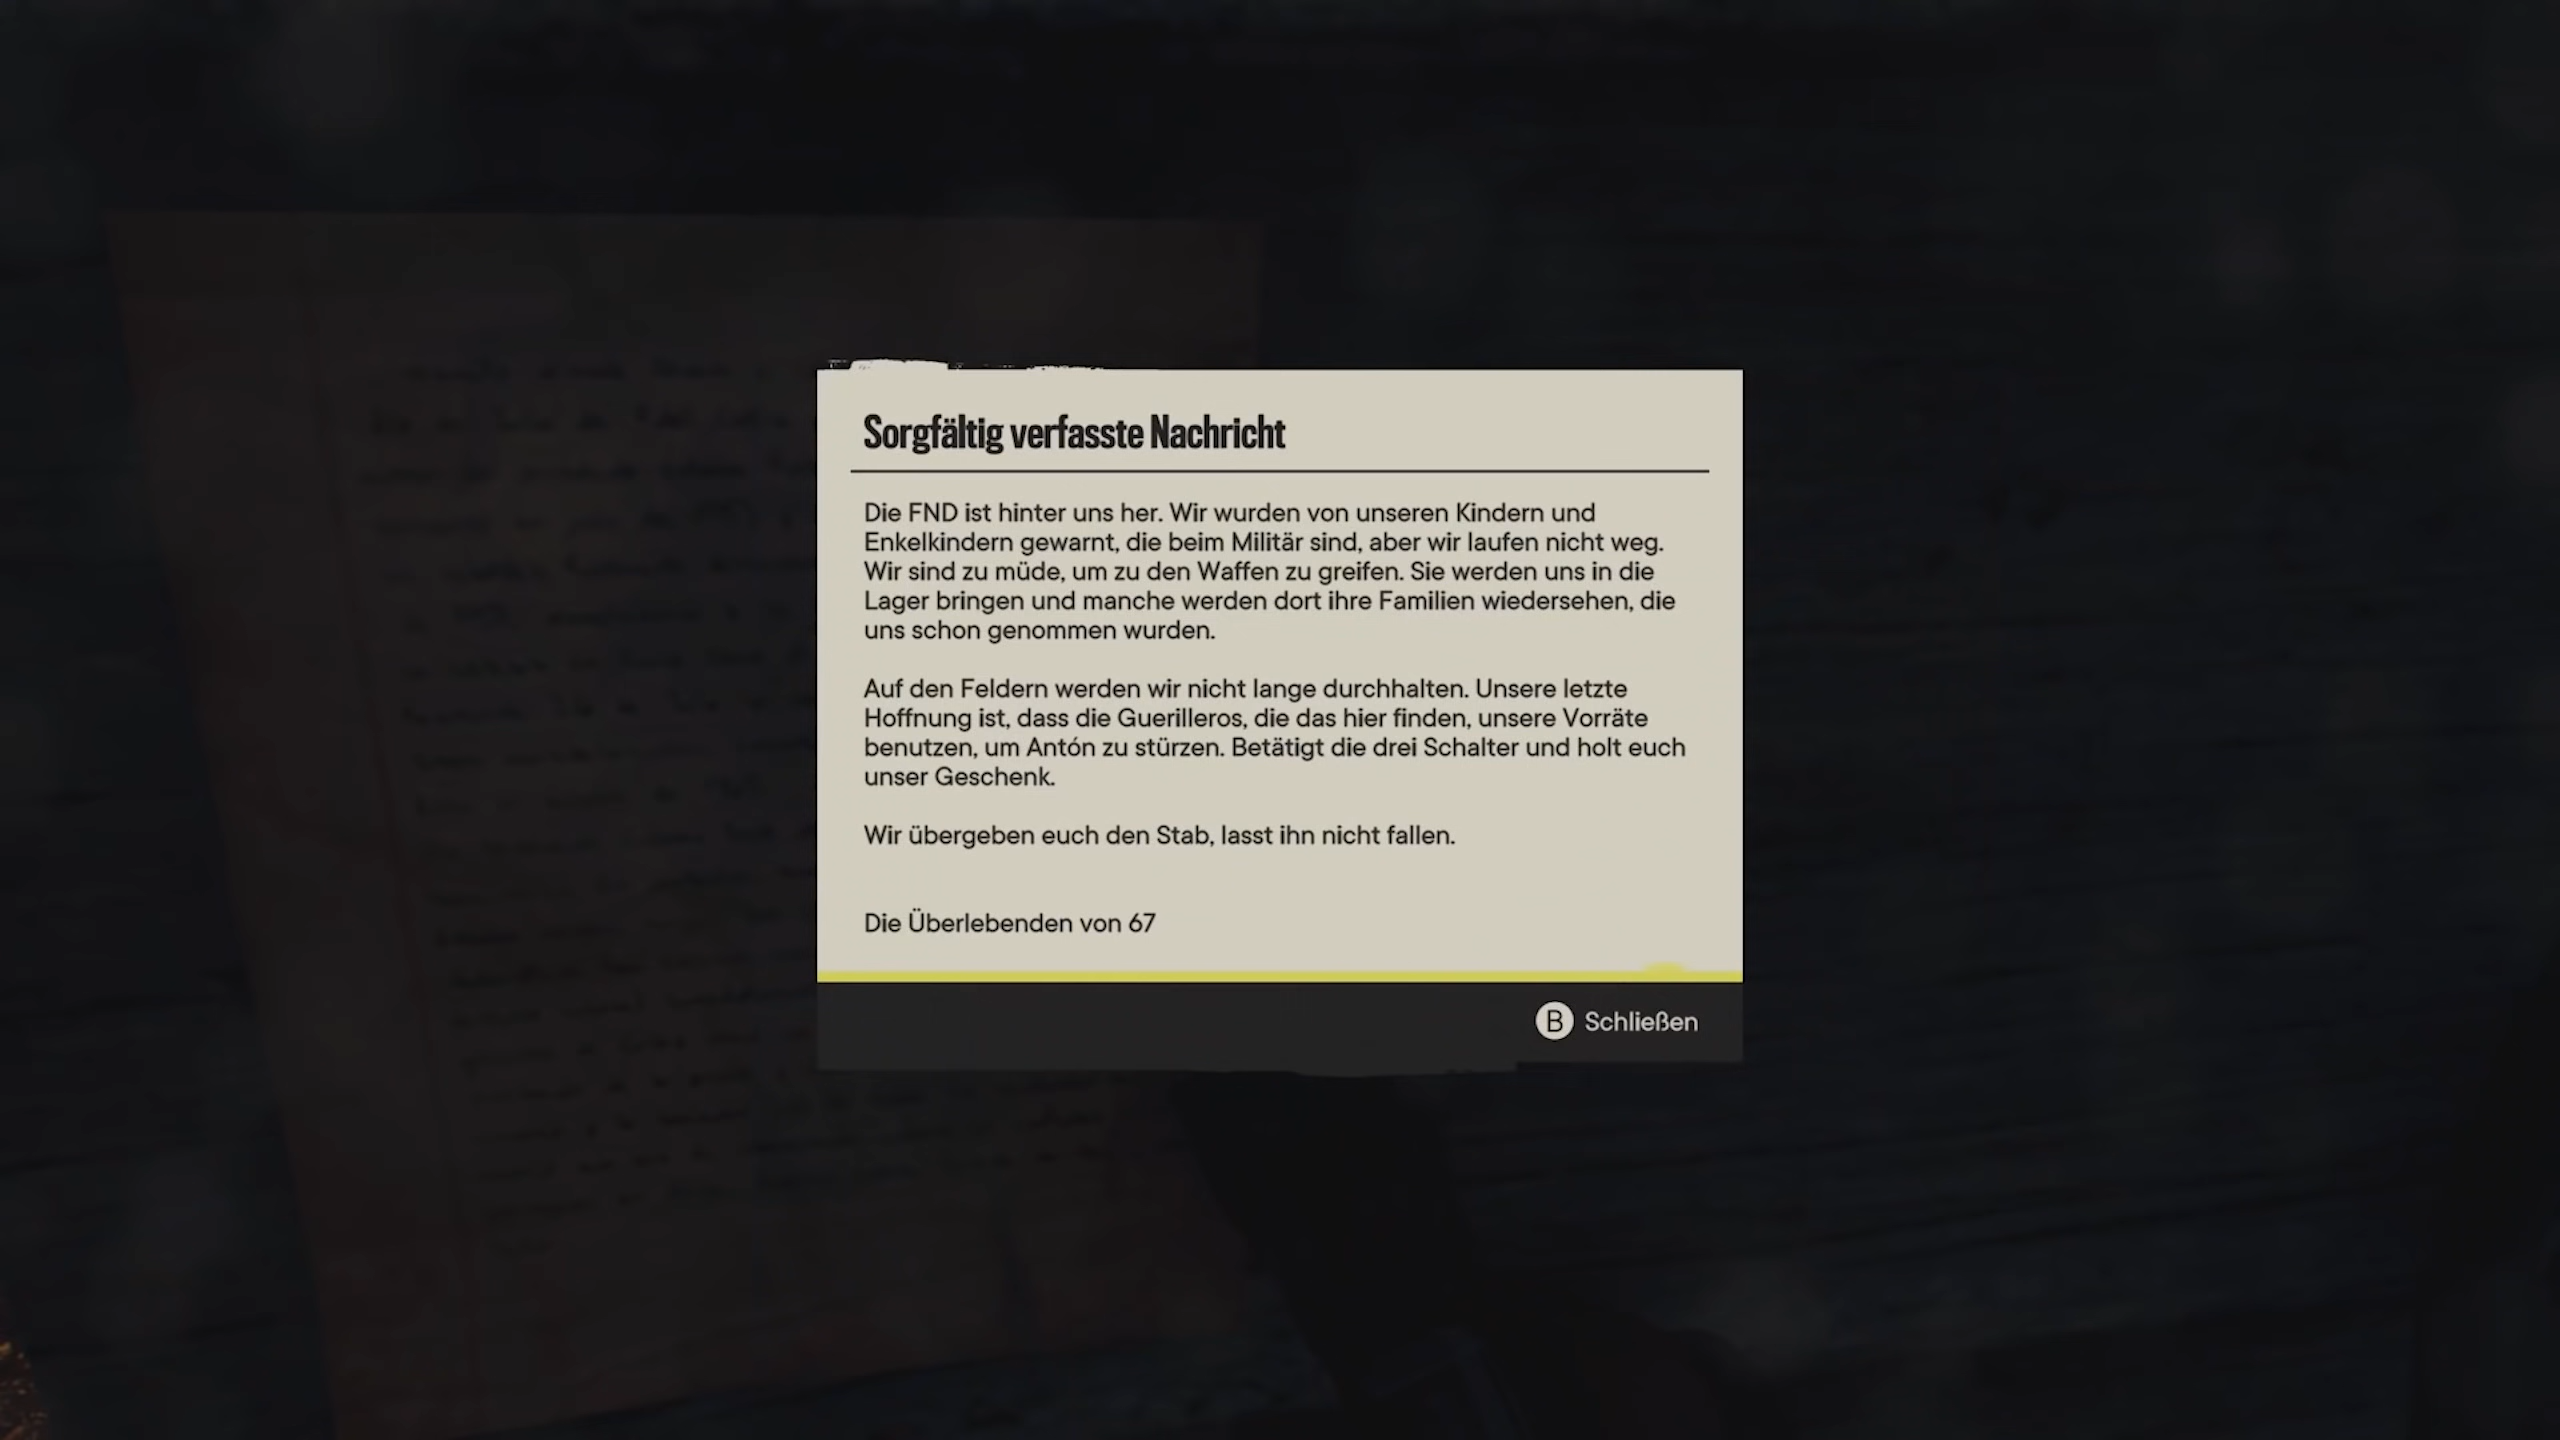 Sorgfältig verfasste Nachricht
Die FND ist hinter uns her. Wir wurden von unseren Kindern und
Enkelkindern gewarnt, die beim Militär sind, aber wir laufen nicht weg.
Wir sind zu müde, um zu den Waffen zu greifen. Sie werden uns in die
Lager bringen und manche werden dort ihre Familien wiedersehen, die
uns schon genommen wurden.
Auf den Feldern werden wir nicht lange durchhalten. Unsere letzte
Hoffnung ist, dass die Guerilleros, die das hier finden, unsere Vorräte
benutzen, um Antón zu stürzen. Betätigt die drei Schalter und holt euch
unser Geschenk.
Wir übergeben euch den Stab, lasst ihn nicht fallen.
Die Überlebenden von 67
B Schließen